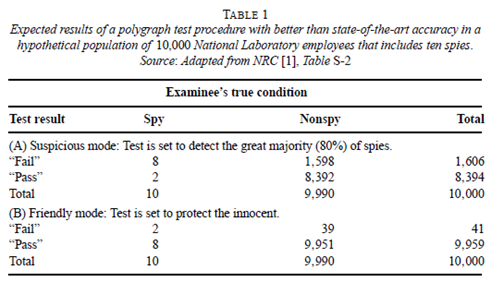 TABLE 1
Expected results of a polygraph test procedure with better than state-of-the-art accuracy in a
hypothetical population of 10,000 National Laboratory employees that includes ten spies.
Source: Adapted from NRC [1], Table S-2
Examinee's true condition
Test result Spy Nonspy Total
(A) Suspicious mode: Test is set to detect the great majority (80%) of spies.
"Fail" 8 1,598 1,606
"Pass" 2 8,392 8,394
Total 10 9,990 10,000
(B) Friendly mode: Test is set to protect the innocent.
"Fail" 2 39 41
"Pass" 8 9,951 9,959
Total 10 9,990 10,000